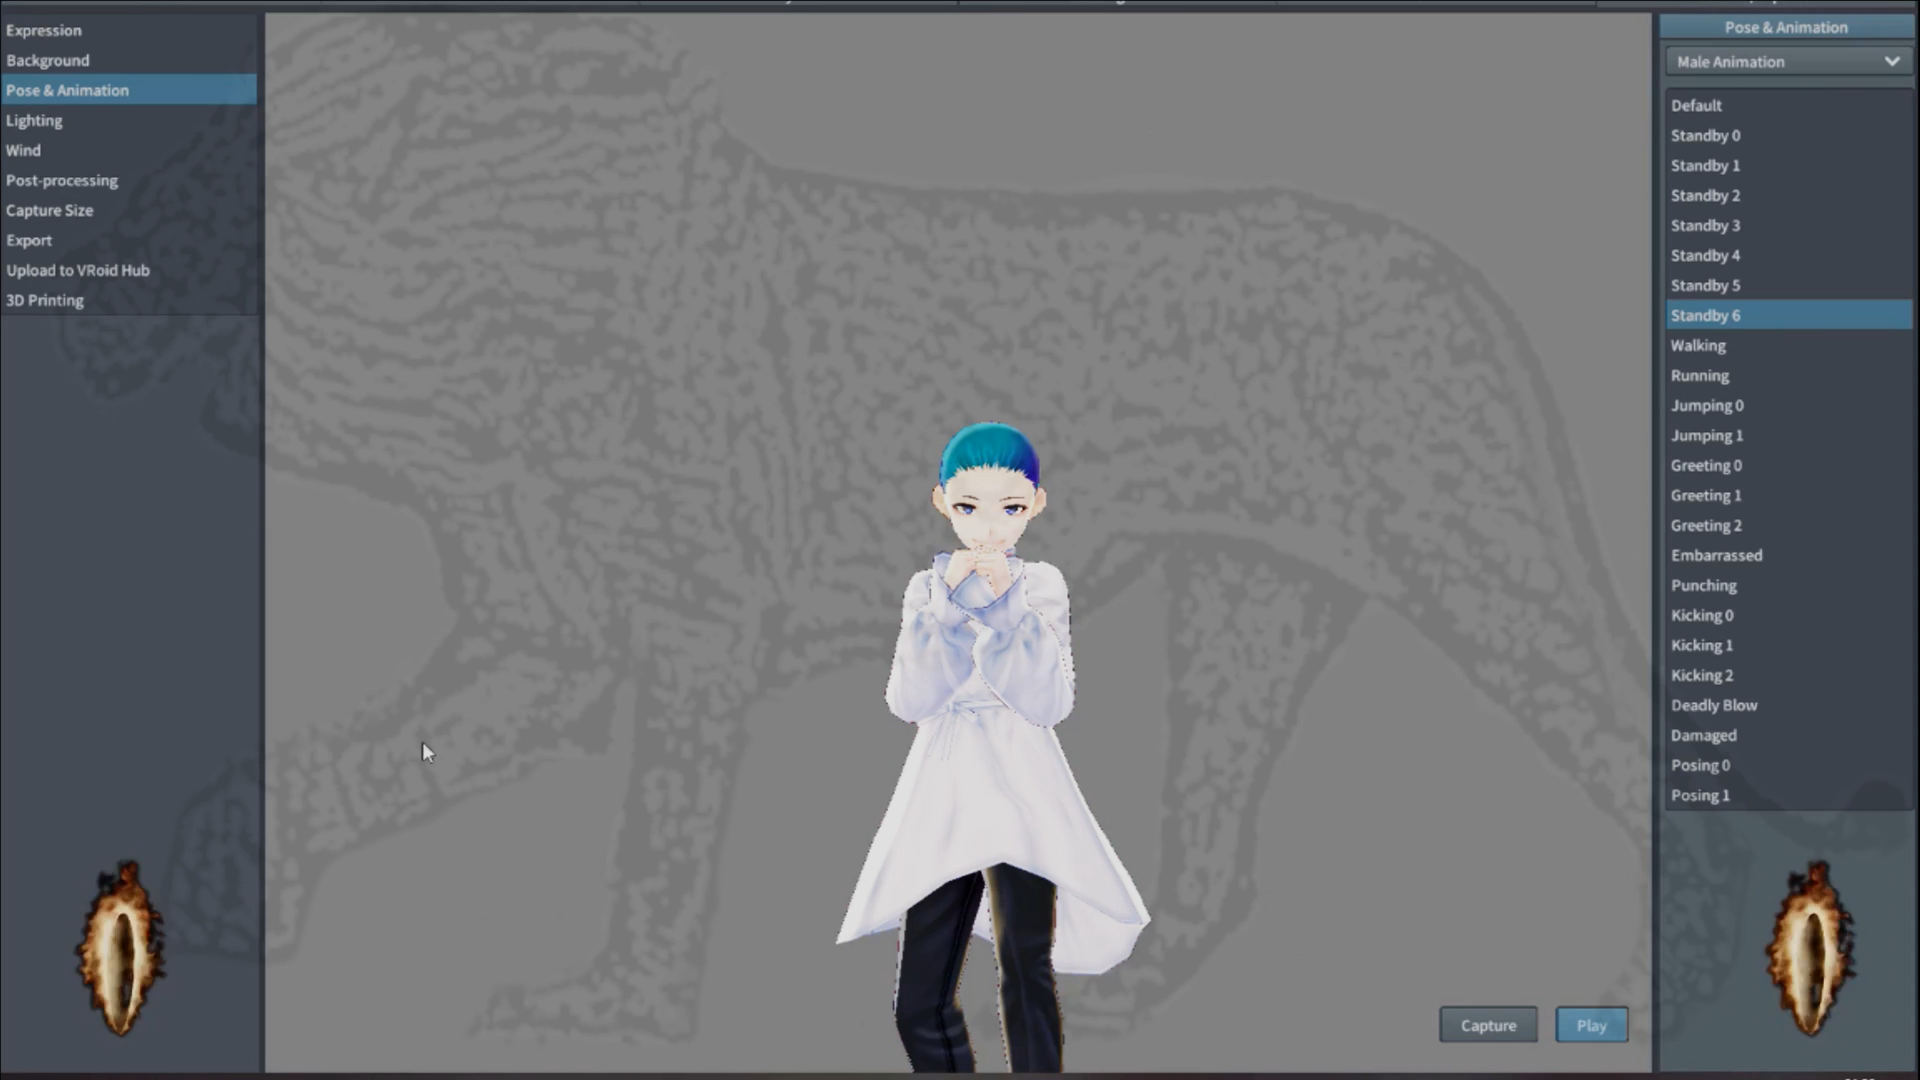 Expression
Background
Pose & Animation
Lighting
Wind
Post-processing
Capture Size
Export
Upload to VRoid Hub
3D Printing
Pose & Animation
Male Animation
Default
Standby 0
Standby 1
Standby 2
Standby 3
Standby 4
Standby 5
Standby 6
Walking
Running
Jumping 0
Jumping 1
Greeting 0
Greeting 1
Greeting 2
Embarrassed
Punching
Kicking 0
Kicking 1
Kicking 2
Deadly Blow
Damaged
Posing 0
Posing 1
Capture
Play